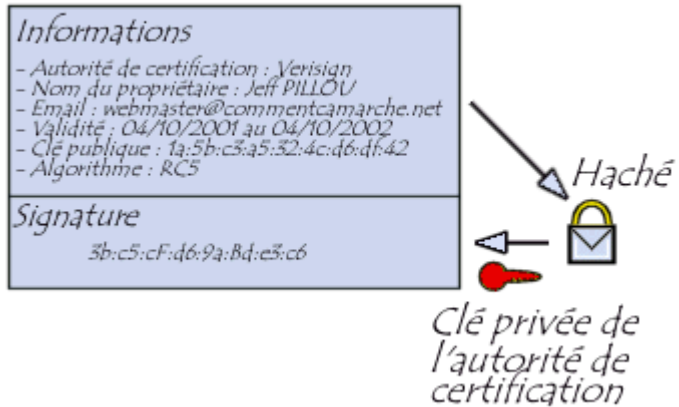 Informations
- Autorité de certification : Verisign
- Nom du propriétaire : Jeff PILLOU
- Email : webmaster@commentcamarche.net
- Validité : 04/10/2001 au 04/10/2002
- Clé publique : 1a:5b:c3:a5:32:4c:d6:df:42
- Algorithme : RC5
Haché
Signature
3b:c5:cF:d6:9a:Bd:e3:c6
Clé privée de
l'autorité de
certification